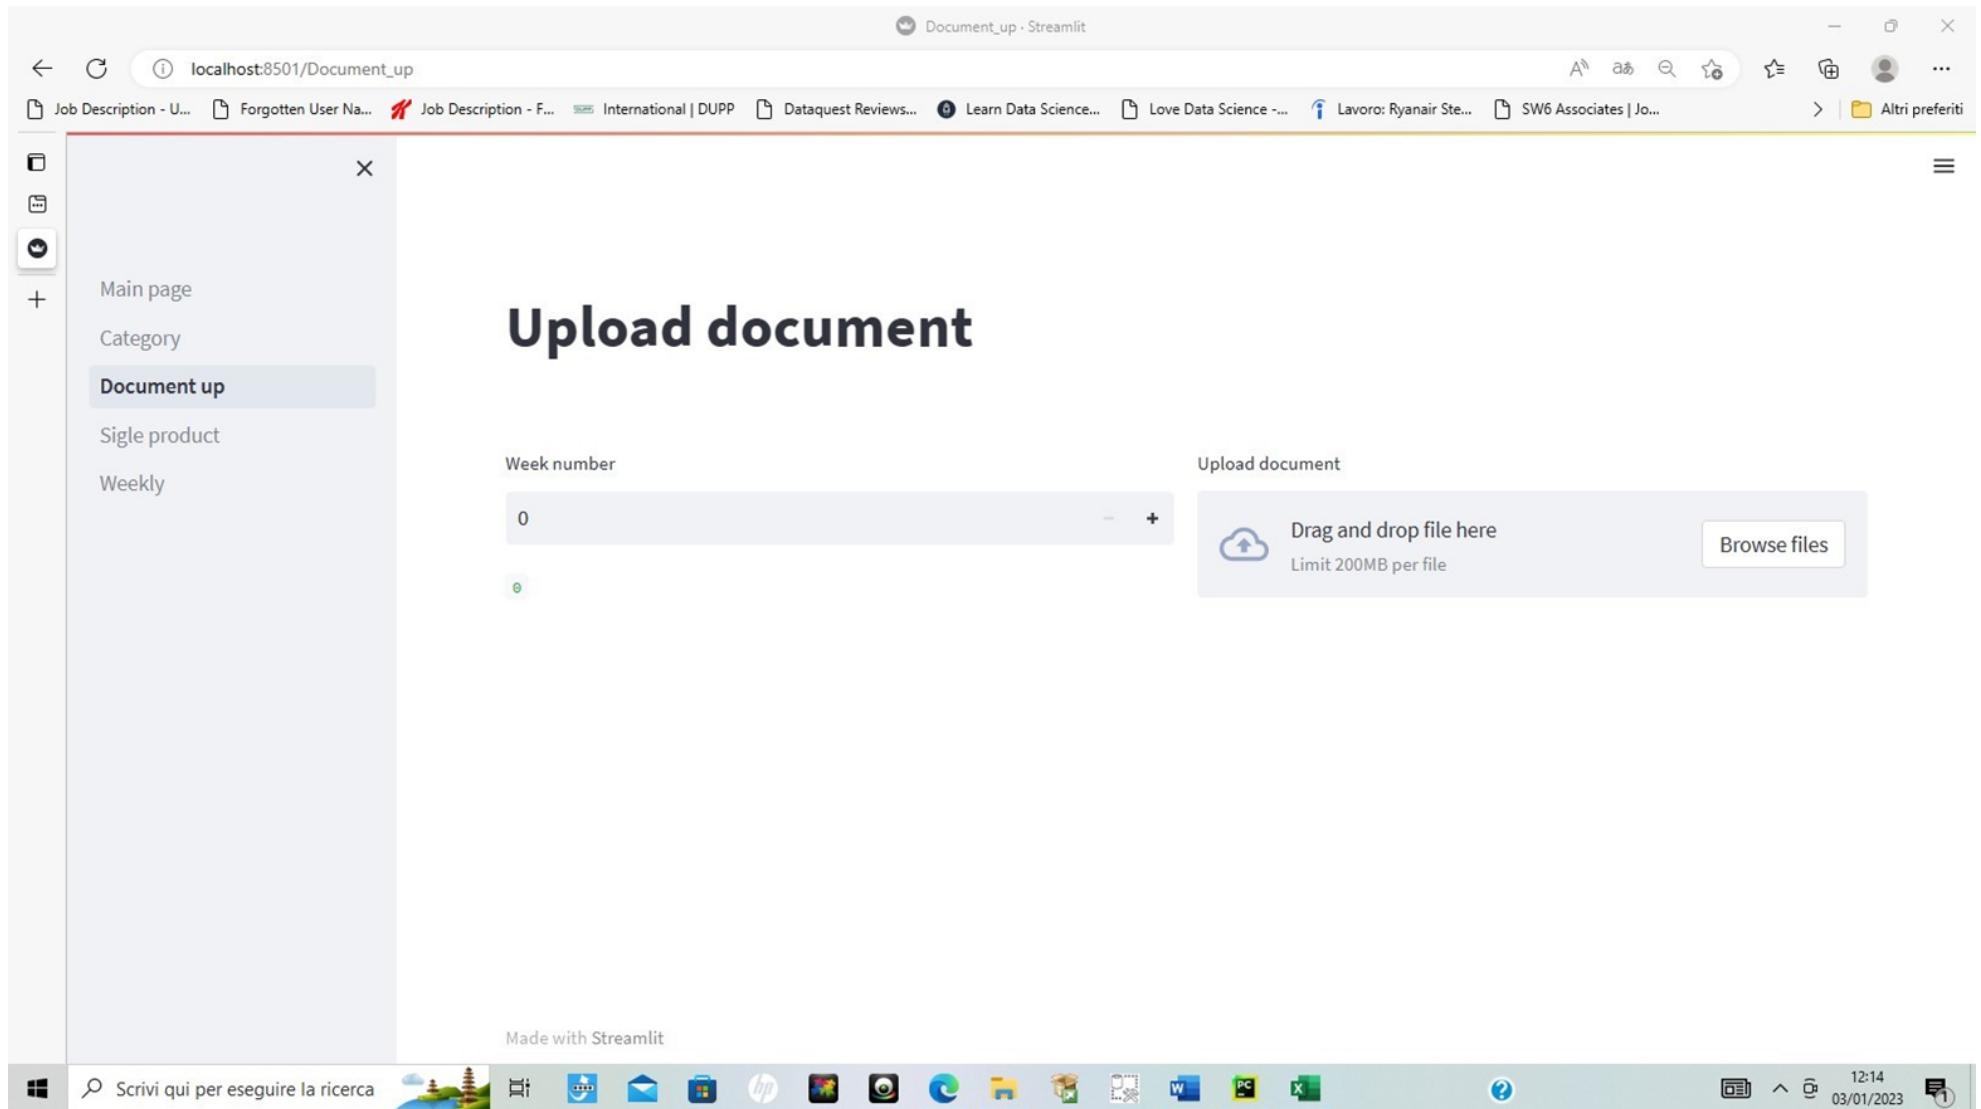 Document_up · Streamlit
localhost:8501/Document_up
Job Description - U... Forgotten User Na... Job Description - F... International | DUPP Dataquest Reviews... Learn Data Science... Love Data Science -... Lavoro: Ryanair Ste... SW6 Associates | Jo... Altri preferiti
Main page
Category
Document up
Sigle product
Weekly
Upload document
Week number
0
0
Upload document
Drag and drop file here
Limit 200MB per file
Browse files
Made with Streamlit
Scrivi qui per eseguire la ricerca
12:14
03/01/2023